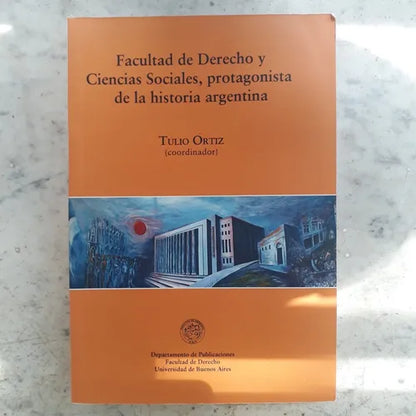 Facultad de Derecho y
Ciencias Sociales, protagonista
de la historia argentina
TULIO ORTIZ
(coordinador)
Departamento de Publicaciones
Facultad de Derecho
Universidad de Buenos Aires